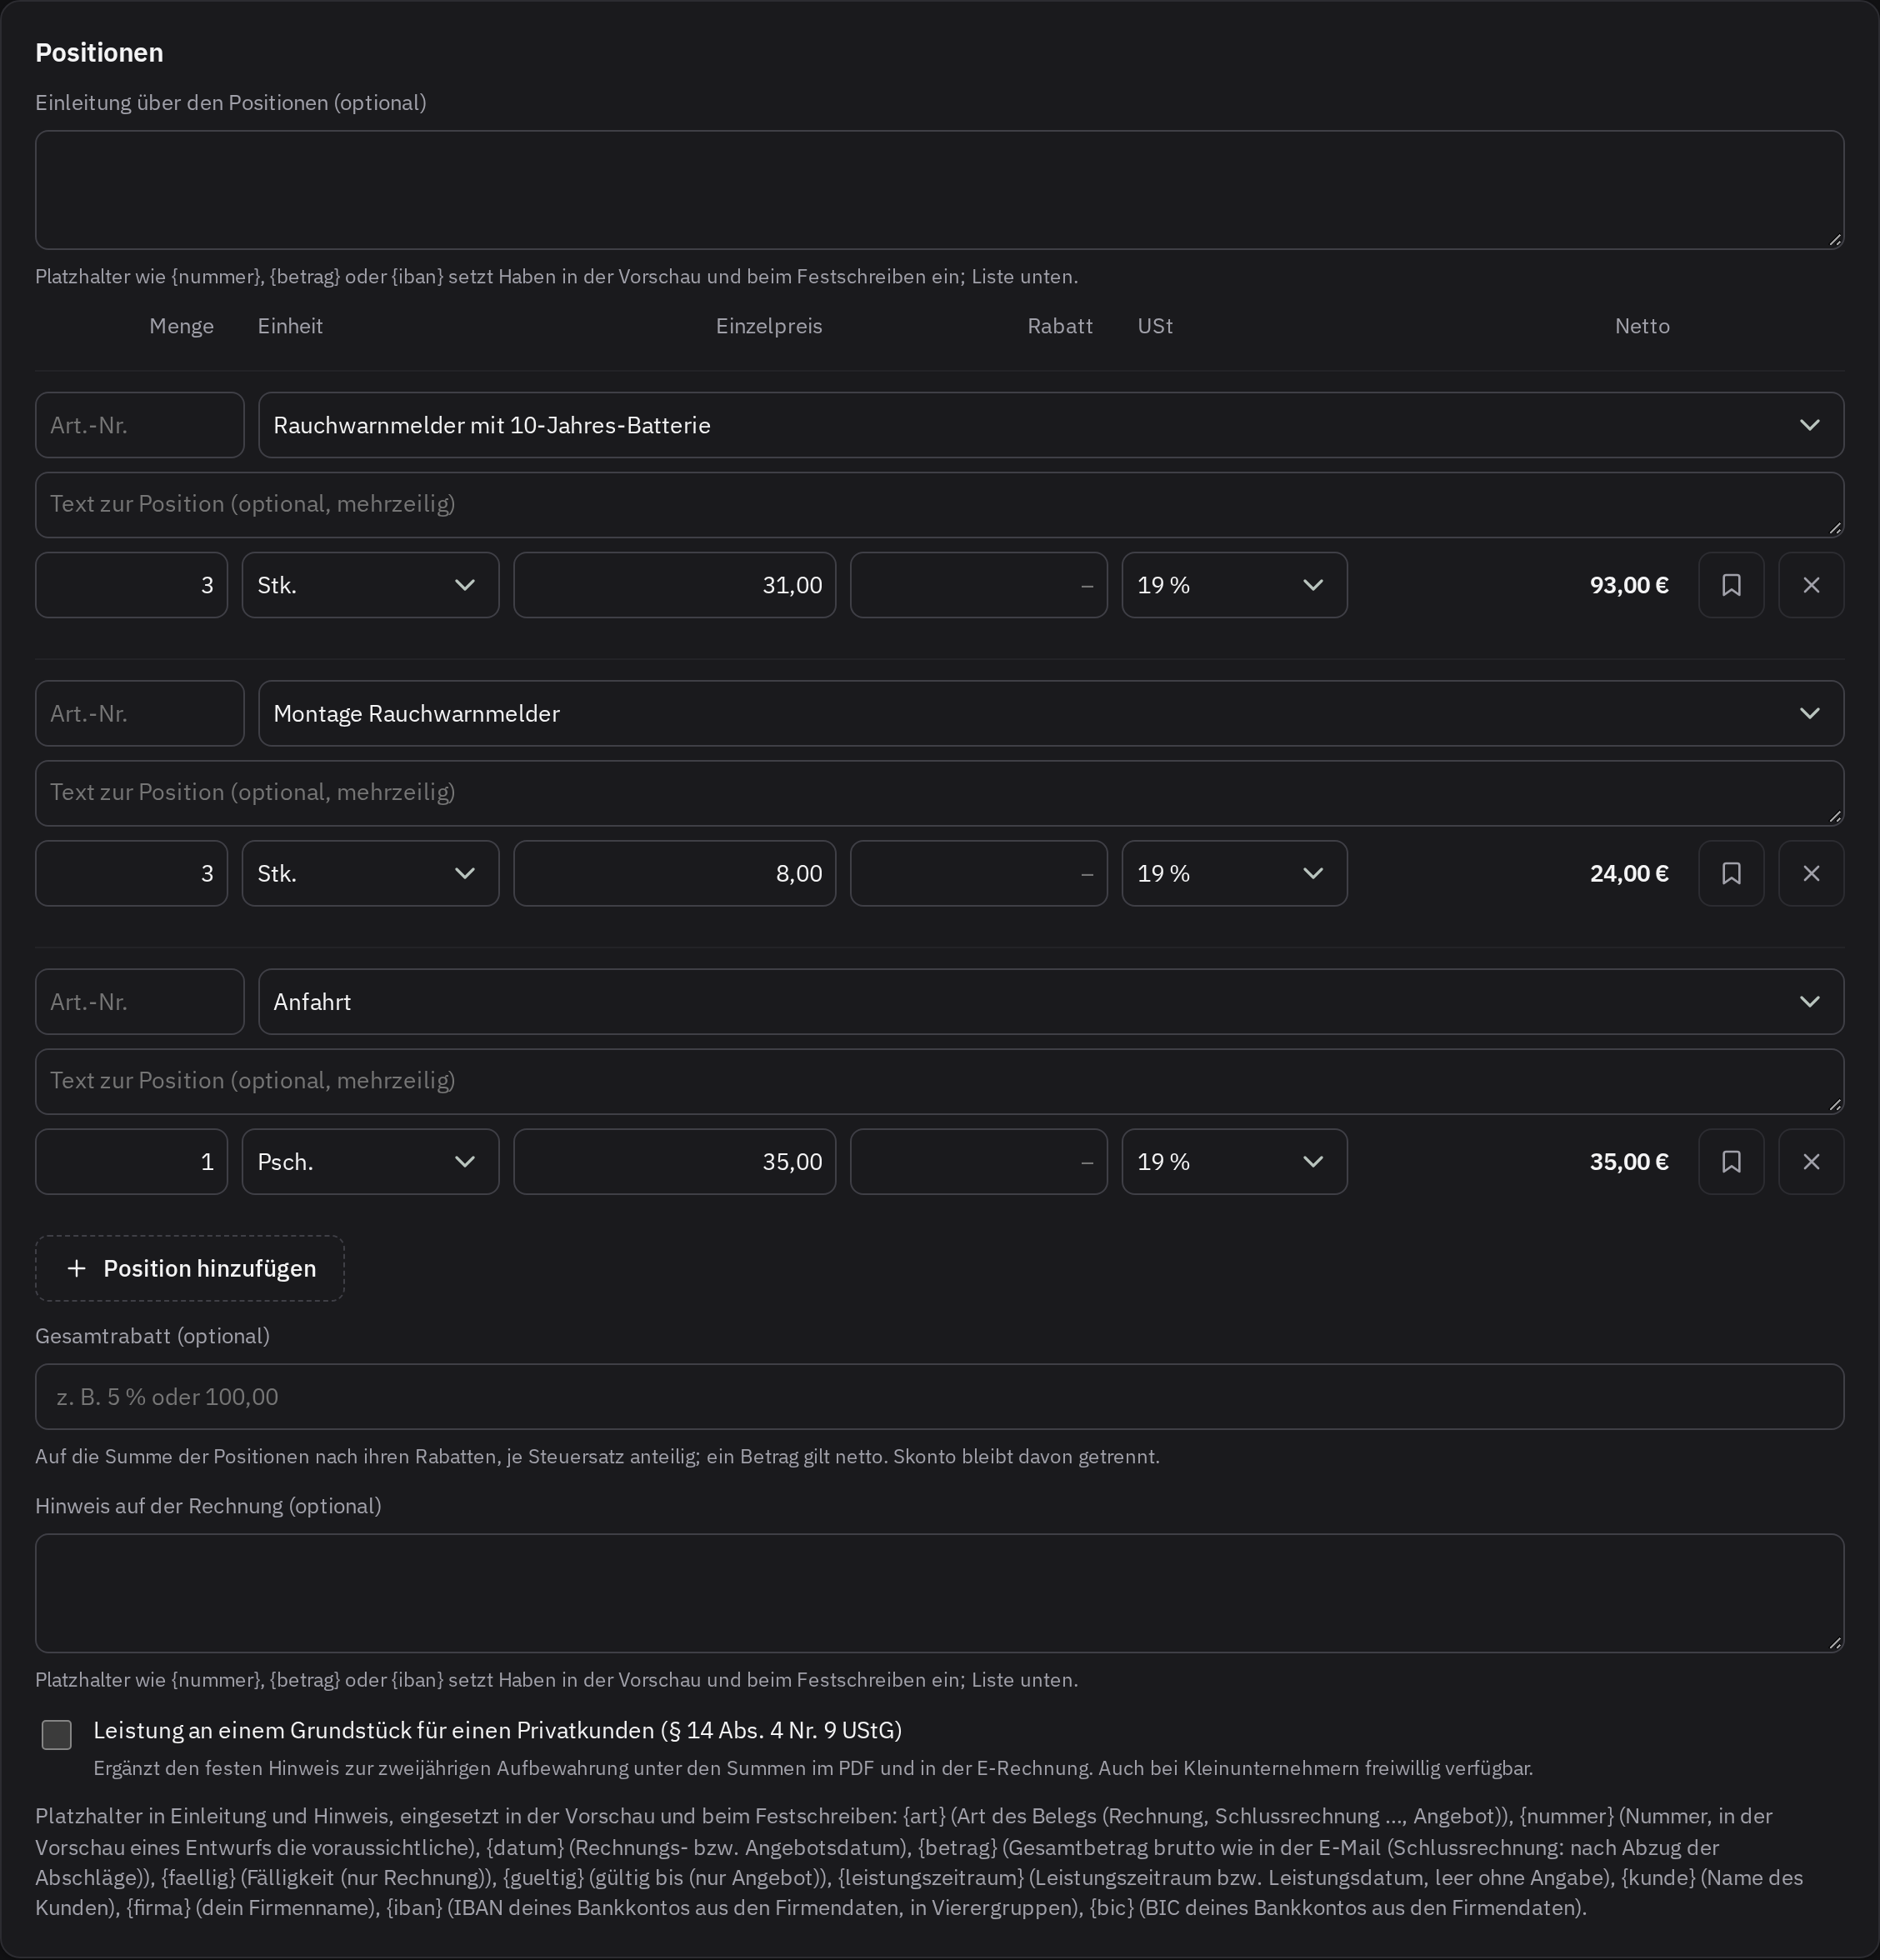 Positionen
Einleitung über den Positionen (optional)
Platzhalter wie {nummer}, {betrag} oder {iban} setzt Haben in der Vorschau und beim Festschreiben ein; Liste unten.
Menge Einheit Einzelpreis Rabatt USt Netto
Art.-Nr. Rauchwarnmelder mit 10-Jahres-Batterie
Text zur Position (optional, mehrzeilig)
3 Stk. 31,00 – 19 % 93,00 €
Art.-Nr. Montage Rauchwarnmelder
Text zur Position (optional, mehrzeilig)
3 Stk. 8,00 – 19 % 24,00 €
Art.-Nr. Anfahrt
Text zur Position (optional, mehrzeilig)
1 Psch. 35,00 – 19 % 35,00 €
Position hinzufügen
Gesamtrabatt (optional)
z. B. 5 % oder 100,00
Auf die Summe der Positionen nach ihren Rabatten, je Steuersatz anteilig; ein Betrag gilt netto. Skonto bleibt davon getrennt.
Hinweis auf der Rechnung (optional)
Platzhalter wie {nummer}, {betrag} oder {iban} setzt Haben in der Vorschau und beim Festschreiben ein; Liste unten.
Leistung an einem Grundstück für einen Privatkunden (§ 14 Abs. 4 Nr. 9 UStG)
Ergänzt den festen Hinweis zur zweijährigen Aufbewahrung unter den Summen im PDF und in der E-Rechnung. Auch bei Kleinunternehmern freiwillig verfügbar.
Platzhalter in Einleitung und Hinweis, eingesetzt in der Vorschau und beim Festschreiben: {art} (Art des Belegs (Rechnung, Schlussrechnung …, Angebot)), {nummer} (Nummer, in der
Vorschau eines Entwurfs die voraussichtliche), {datum} (Rechnungs- bzw. Angebotsdatum), {betrag} (Gesamtbetrag brutto wie in der E-Mail (Schlussrechnung: nach Abzug der
Abschläge)), {faellig} (Fälligkeit (nur Rechnung)), {gueltig} (gültig bis (nur Angebot)), {leistungszeitraum} (Leistungszeitraum bzw. Leistungsdatum, leer ohne Angabe), {kunde} (Name des
Kunden), {firma} (dein Firmenname), {iban} (IBAN deines Bankkontos aus den Firmendaten, in Vierergruppen), {bic} (BIC deines Bankkontos aus den Firmendaten).